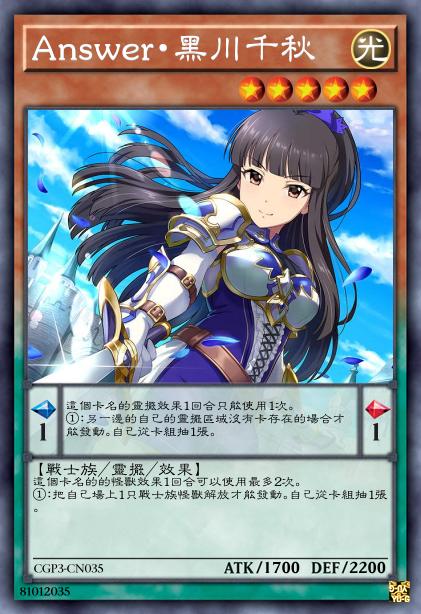 Answer·黑川千秋
光
這個卡名的靈擺效果1回合只能使用1次。
①:另一邊的自己的靈擺區域沒有卡存在的場合才
能發動。自己從卡組抽1張。
1
1
【戰士族/靈擺/效果】
這個卡名的的怪獸效果1回合可以使用最多2次。
①:把自己場上1只戰士族怪獸解放才能發動。自己從卡組抽1張
。
CGP3-CN035
ATK/1700 DEF/2200
81012035